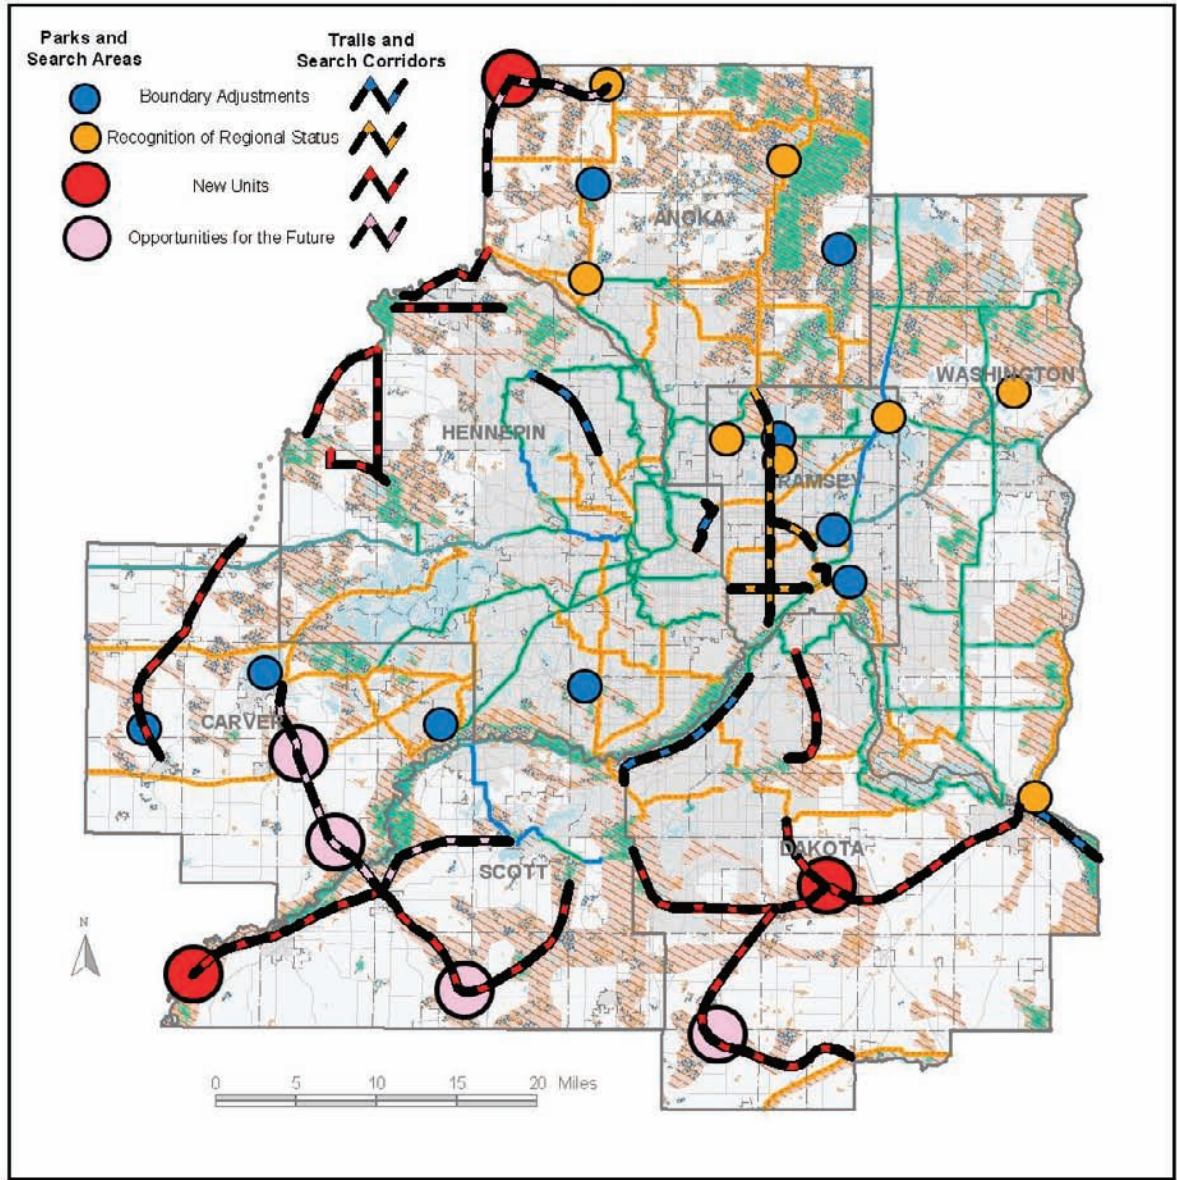 Parks and
Search Areas
Trails and
Search Corridors
Boundary Adjustments
Recognition of Regional Status
New Units
Opportunities for the Future
ANOKA
WASHINGTON
HENNEPIN
RAMSEY
CARVER
DAKOTA
SCOTT
N
0 5 10 15 20 Miles